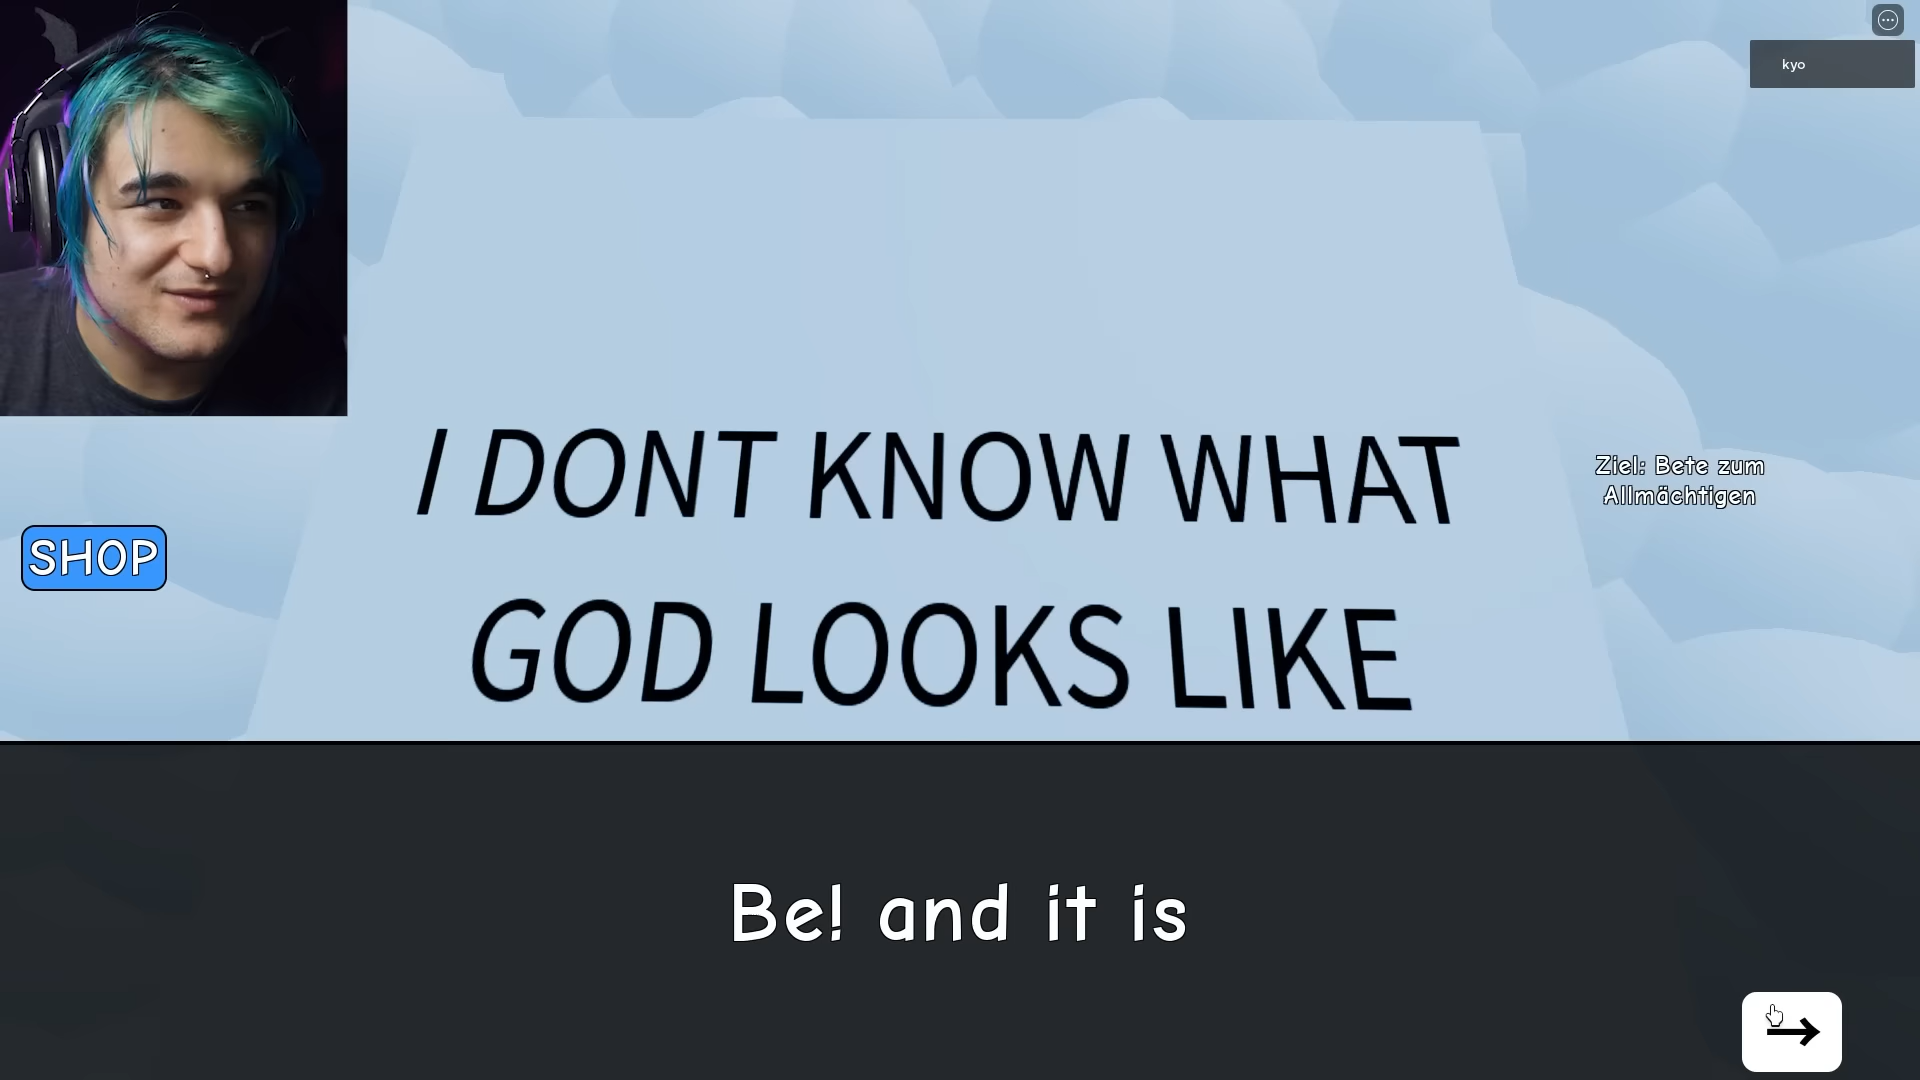 kyo
I DONT KNOW WHAT
GOD LOOKS LIKE
Ziel: Bete zum
Allmächtigen
SHOP
Be! and it is